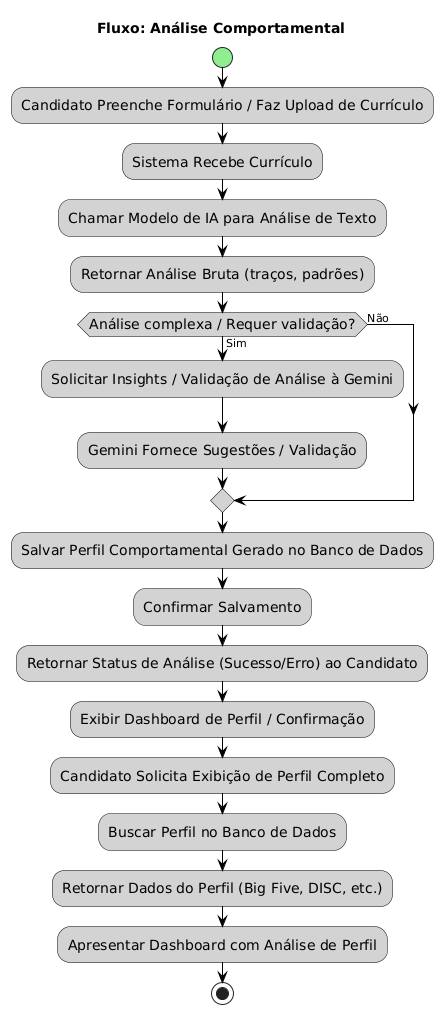 Fluxo: Análise Comportamental
Candidato Preenche Formulário / Faz Upload de Currículo
Sistema Recebe Currículo
Chamar Modelo de IA para Análise de Texto
Retornar Análise Bruta (traços, padrões)
Análise complexa / Requer validação?
Não
Sim
Solicitar Insights / Validação de Análise à Gemini
Gemini Fornece Sugestões / Validação
Salvar Perfil Comportamental Gerado no Banco de Dados
Confirmar Salvamento
Retornar Status de Análise (Sucesso/Erro) ao Candidato
Exibir Dashboard de Perfil / Confirmação
Candidato Solicita Exibição de Perfil Completo
Buscar Perfil no Banco de Dados
Retornar Dados do Perfil (Big Five, DISC, etc.)
Apresentar Dashboard com Análise de Perfil